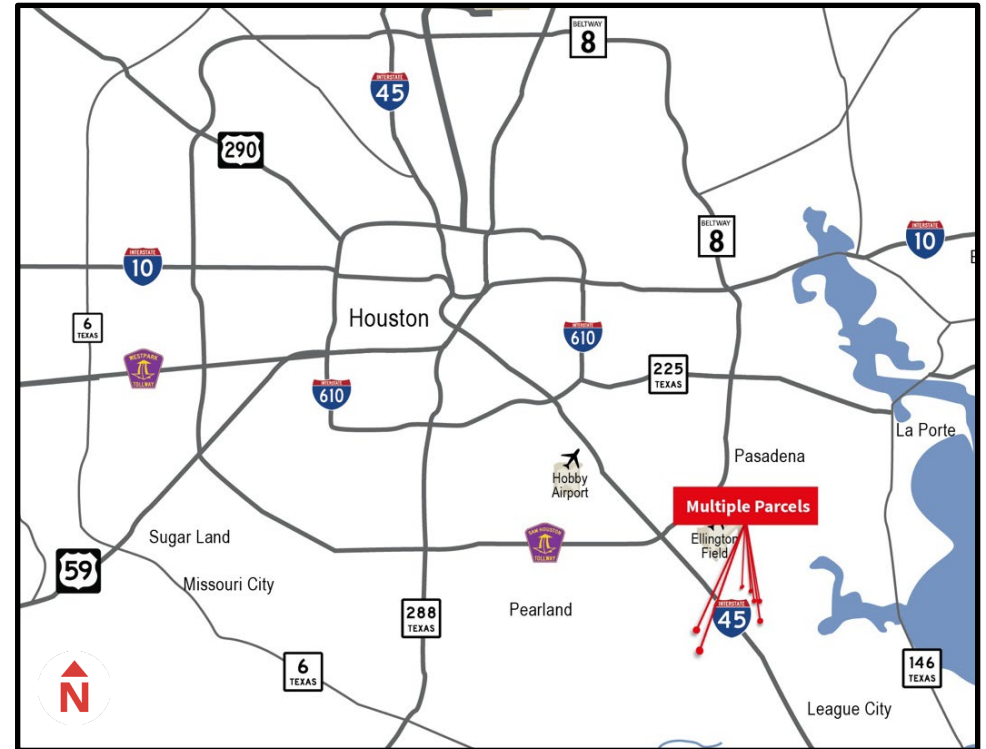 BELTWAY
8
INTERSTATE
45
290
BELTWAY
8
INTERSTATE
10
INTERSTATE
10
E
6
TEXAS
Houston
INTERSTATE
610
WESTPARK
TOLLWAY
INTERSTATE
610
225
TEXAS
La Porte
Pasadena
Hobby
Airport
Multiple Parcels
Ellington
Field
SAM HOUSTON
TOLLWAY
Sugar Land
59
Missouri City
Pearland
288
TEXAS
INTERSTATE
45
6
TEXAS
146
TEXAS
N
League City